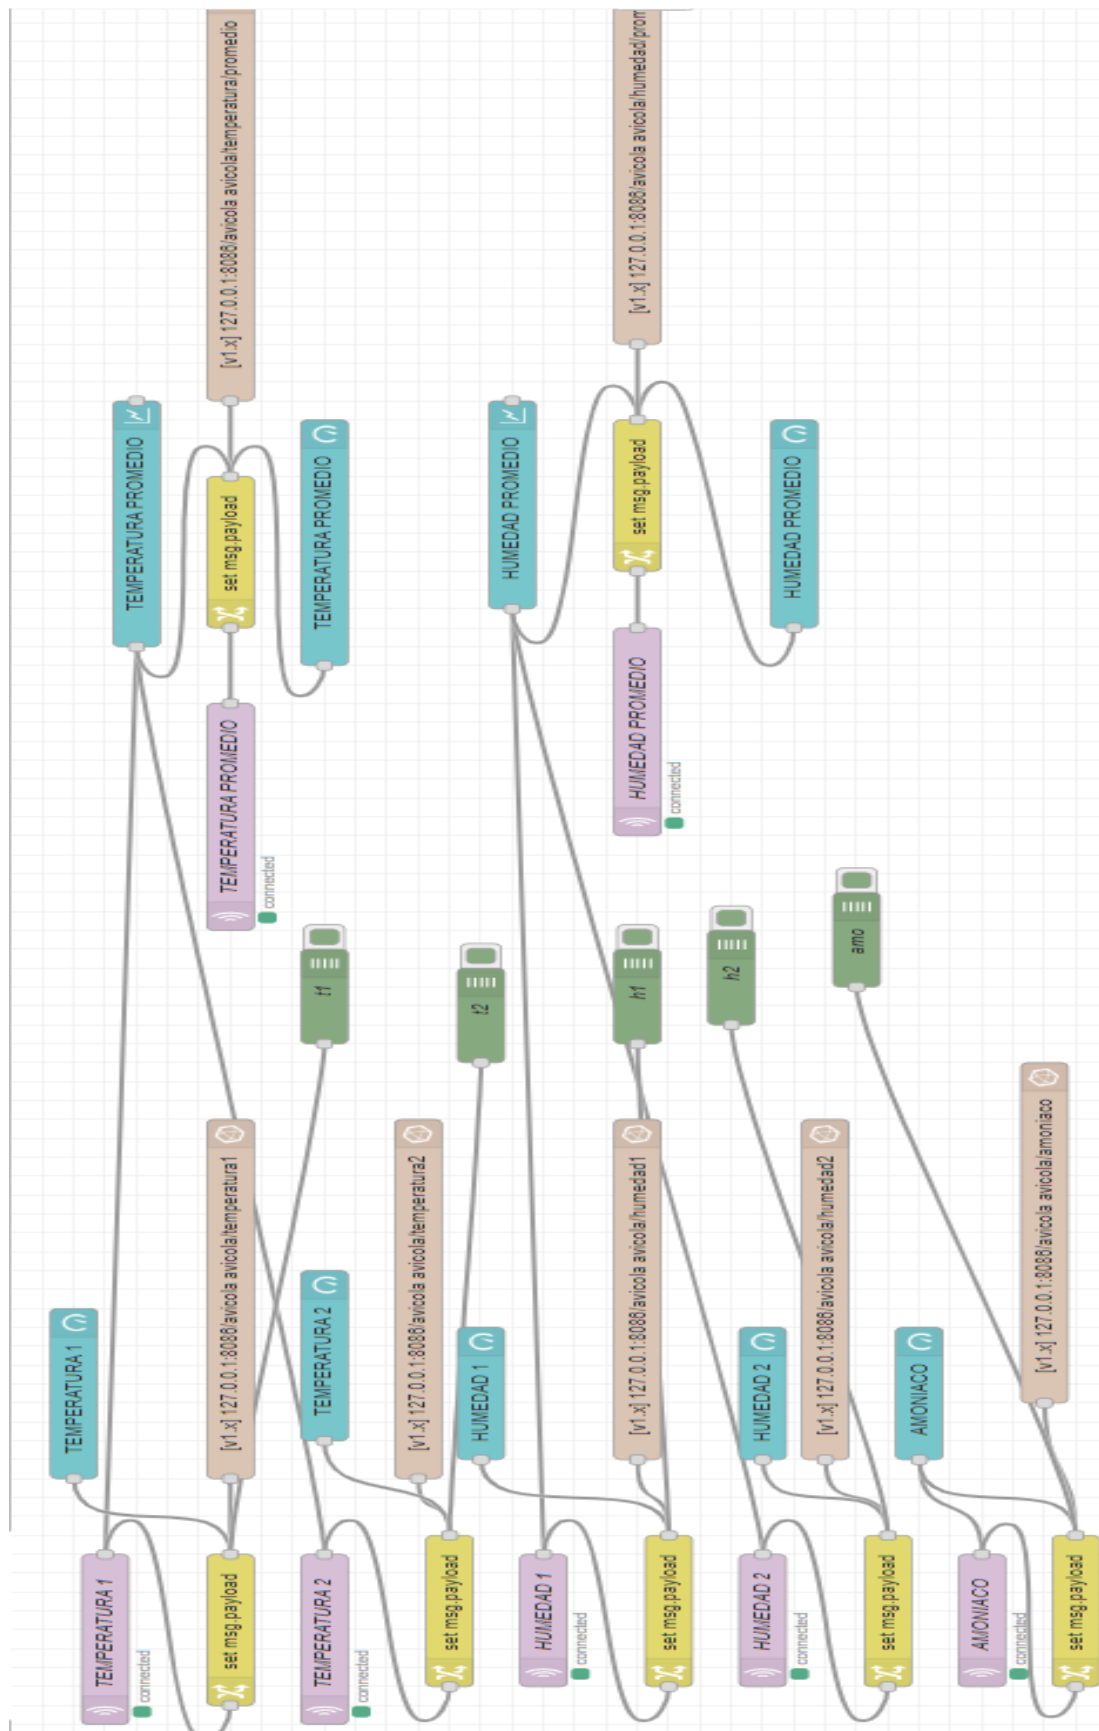 TEMPERATURA 1
connected
TEMPERATURA 1
set msg.payload
[v1.x] 127.0.0.1:8086/avicola avicola/temperatura1
t1
TEMPERATURA 2
connected
TEMPERATURA 2
set msg.payload
[v1.x] 127.0.0.1:8086/avicola avicola/temperatura2
t2
HUMEDAD 1
HUMEDAD 1
connected
set msg.payload
[v1.x] 127.0.0.1:8086/avicola avicola/humedad1
h1
HUMEDAD 2
connected
HUMEDAD 2
set msg.payload
[v1.x] 127.0.0.1:8086/avicola avicola/humedad2
h2
AMONIACO
AMONIACO
connected
set msg.payload
[v1.x] 127.0.0.1:8086/avicola avicola/amoniaco
amo
TEMPERATURA PROMEDIO
TEMPERATURA PROMEDIO
connected
set msg.payload
[v1.x] 127.0.0.1:8086/avicola avicola/temperatura/promedio
TEMPERATURA PROMEDIO
HUMEDAD PROMEDIO
HUMEDAD PROMEDIO
connected
set msg.payload
[v1.x] 127.0.0.1:8086/avicola avicola/humedad/prom
HUMEDAD PROMEDIO